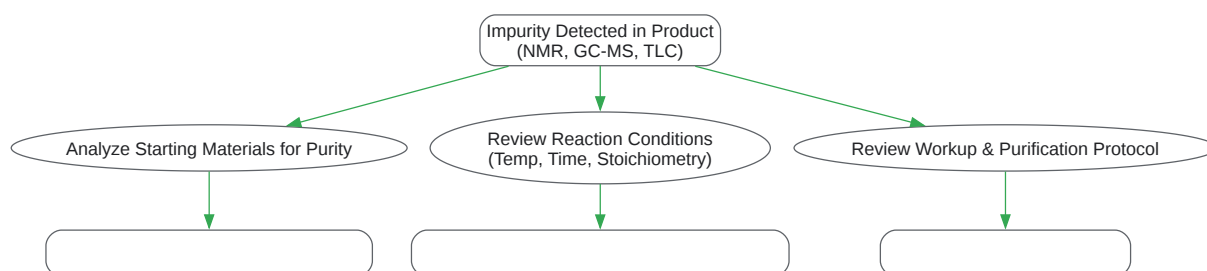 Impurity Detected in Product
(NMR, GC-MS, TLC)
Analyze Starting Materials for Purity
Review Reaction Conditions
(Temp, Time, Stoichiometry)
Review Workup & Purification Protocol